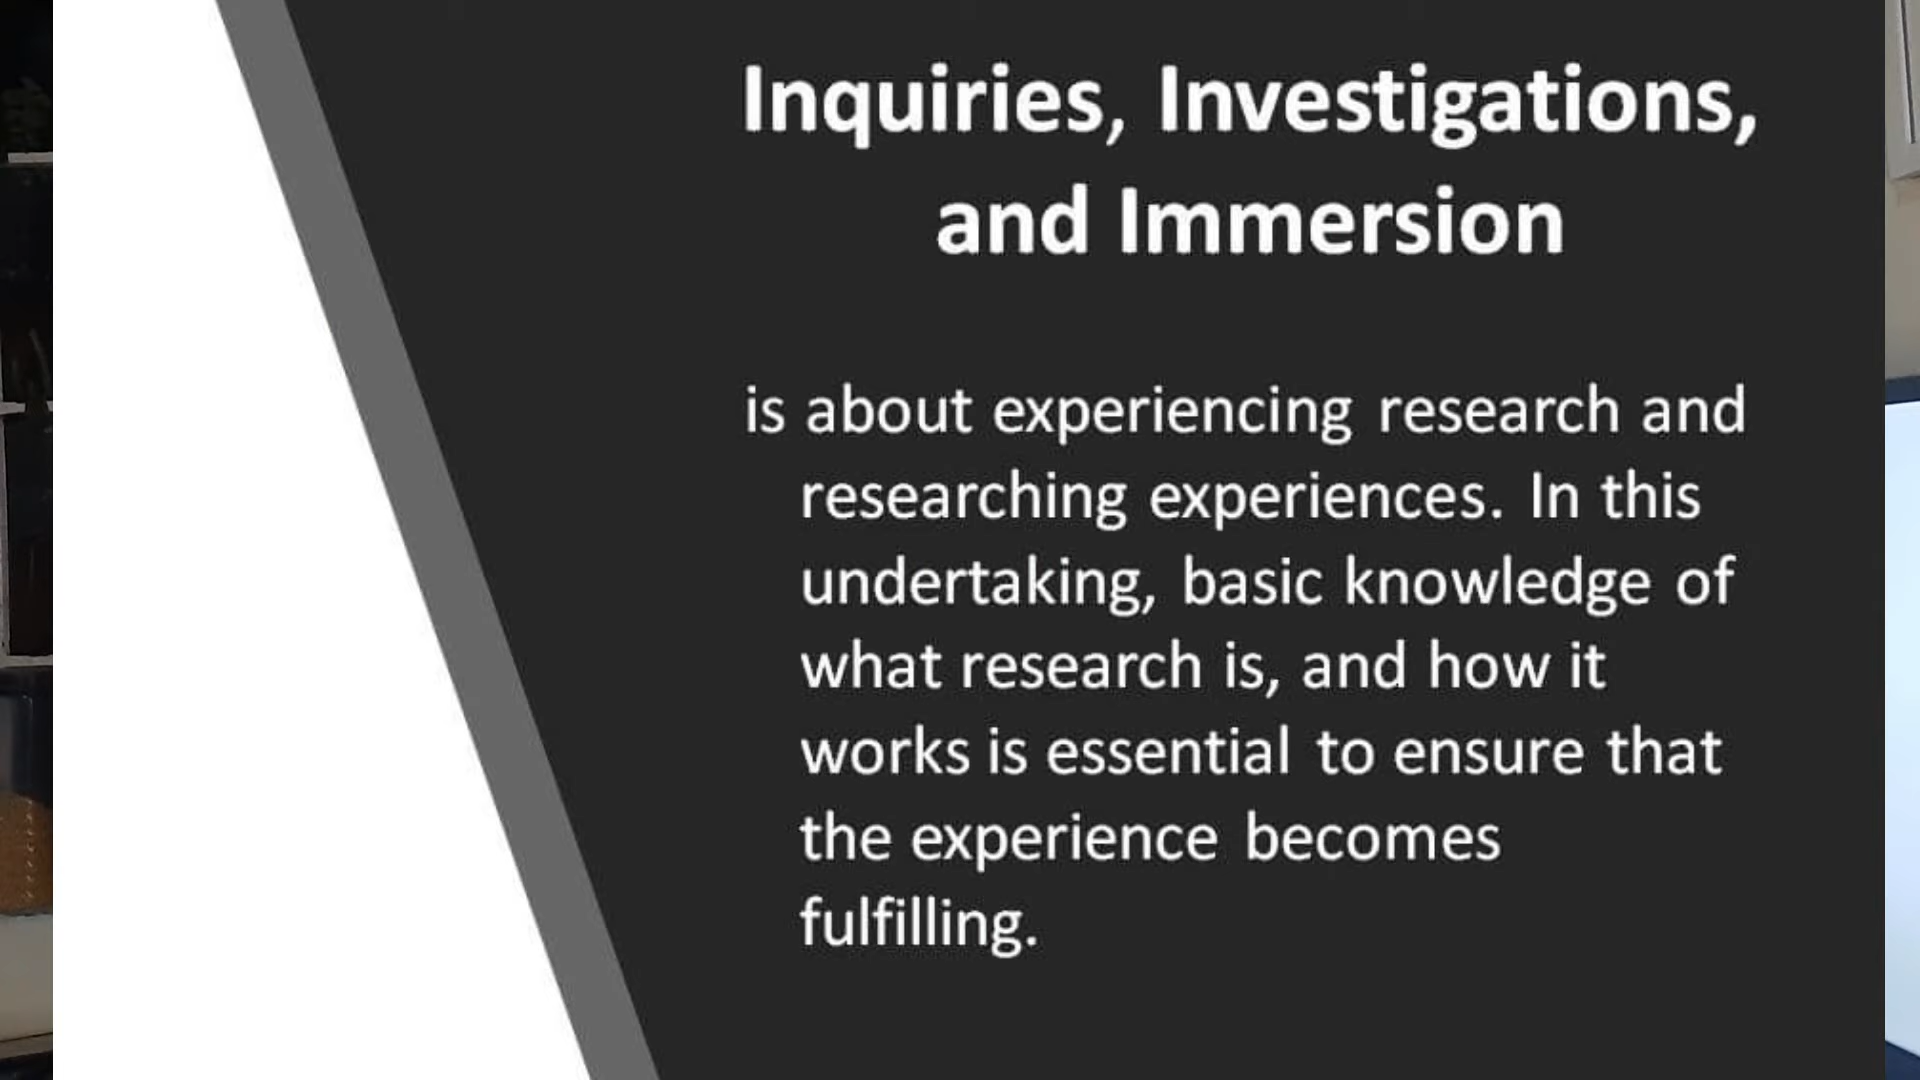 Inquiries, Investigations,
and Immersion
is about experiencing research and
researching experiences. In this
undertaking, basic knowledge of
what research is, and how it
works is essential to ensure that
the experience becomes
fulfilling.